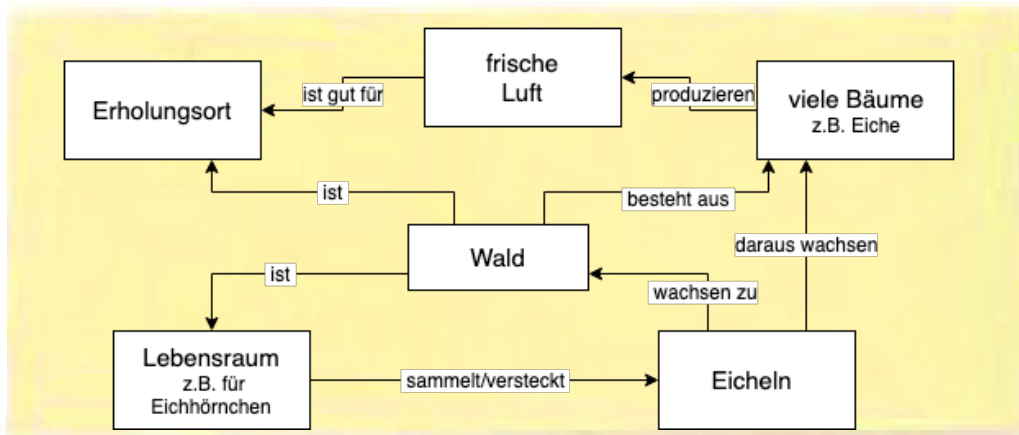 frische
Luft
ist gut für
produzieren
Erholungsort
viele Bäume
z.B. Eiche
ist
besteht aus
Wald
daraus wachsen
ist
wachsen zu
Lebensraum
z.B. für
Eichhörnchen
sammelt/versteckt
Eicheln